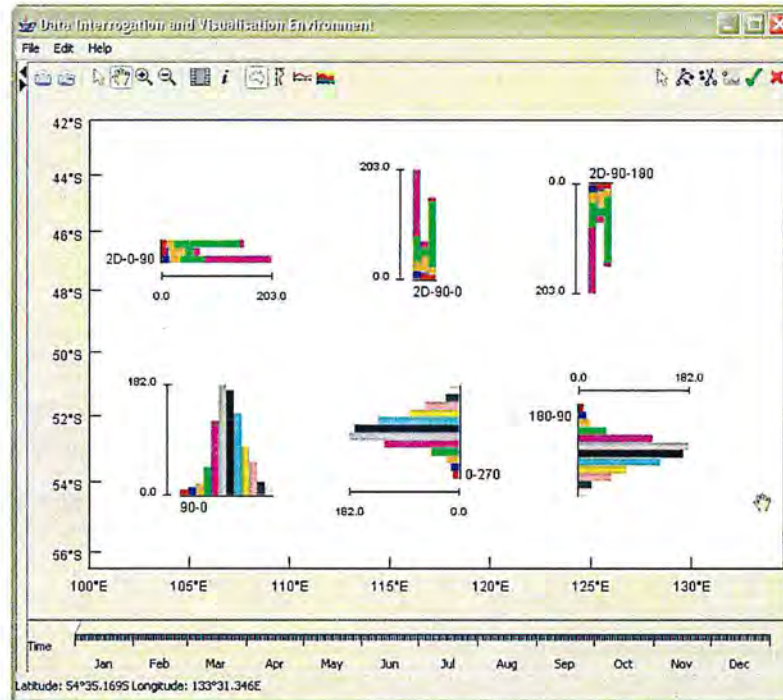 Data Interrogation and Visualisation Environment
File Edit Help
Label
42°S
44°S
46°S
48°S
50°S
52°S
54°S
56°S
203.0
2D-90-180
0.0
2D-0-90
0.0 203.0
0.0
2D-90-0
203.0
182.0
0.0
90-0
0-270
182.0 0.0
0.0 182.0
180-90
100°E 105°E 110°E 115°E 120°E 125°E 130°E
Time
Jan Feb Mar Apr May Jun Jul Aug Sep Oct Nov Dec
Latitude: 54°35.169S Longitude: 133°31.346E